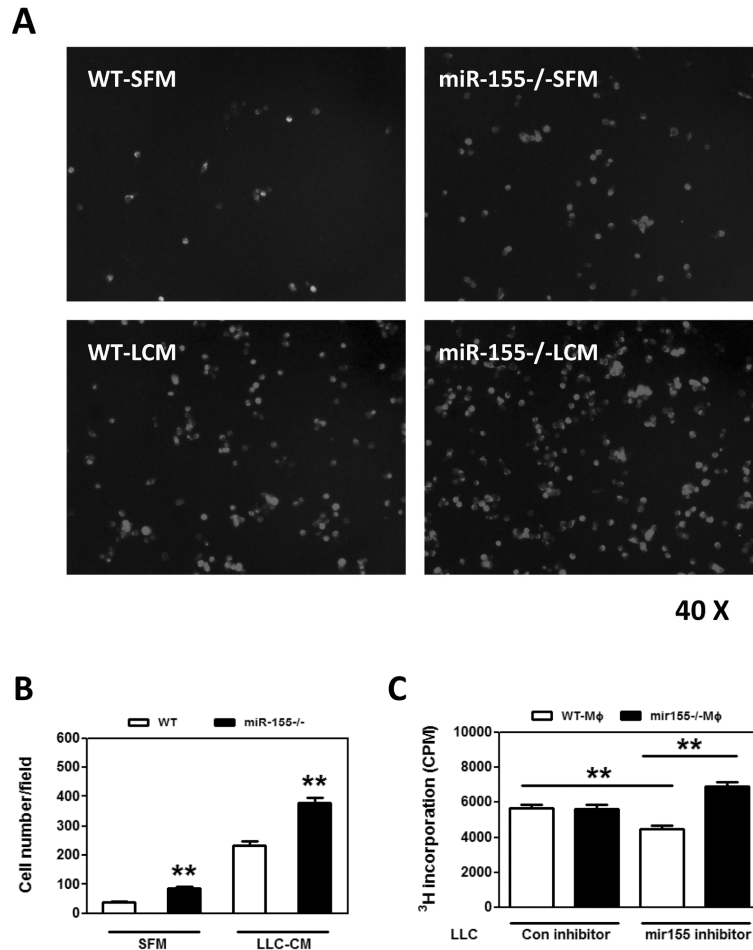 A
WT-SFM
miR-155-/-SFM
WT-LCM
miR-155-/-LCM
40 X
B
WT
miR-155-/-
Cell number/field
600
500
400
300
200
100
0
**
**
SFM
LLC-CM
C
WT-Mϕ
mir155-/-Mϕ
³H incorporation (CPM)
10000
8000
6000
4000
2000
0
**
**
LLC
Con inhibitor
mir155 inhibitor